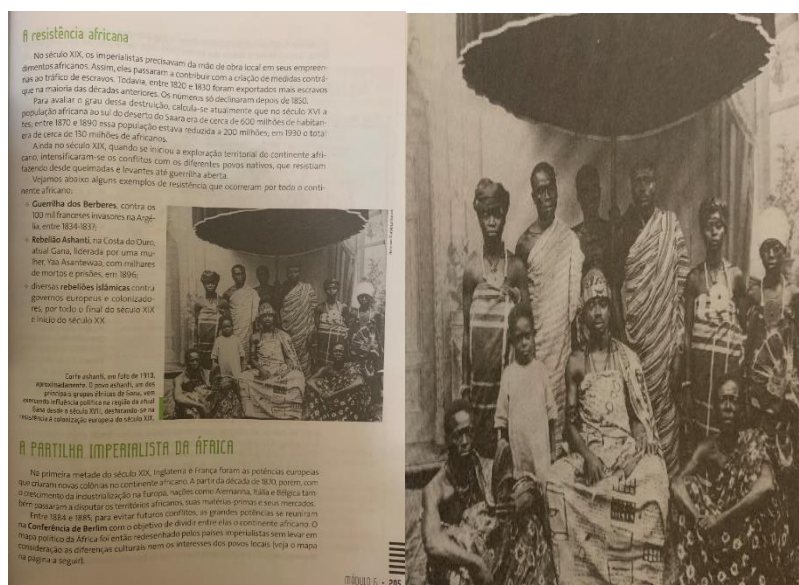 A resistência africana
No século XIX, os imperialistas precisavam da mão de obra local em seus empreen-
dimentos africanos. Assim, eles passaram a contribuir com a criação de medidas contrá-
rias ao tráfico de escravos. Todavia, entre 1820 e 1830 foram exportados mais escravos
que na maioria das décadas anteriores. Os números só declinaram depois de 1850.
Para avaliar o grau dessa destruição, calcula-se atualmente que no século XVI a
população africana ao sul do deserto do Saara era de cerca de 600 milhões de habitan-
tes; entre 1870 e 1890 essa população estava reduzida a 200 milhões; em 1930 o total
era de cerca de 130 milhões de africanos.
Ainda no século XIX, quando se iniciou a exploração territorial do continente afri-
cano, intensificaram-se os conflitos com os diferentes povos nativos, que resistiam
fazendo desde queimadas e levantes até guerrilha aberta.
Vejamos abaixo alguns exemplos de resistência que ocorreram por todo o conti-
nente africano:
Guerrilha dos Berberes, contra os
100 mil franceses invasores na Argé-
lia, entre 1834-1837;
Rebelião Ashanti, na Costa do Ouro,
atual Gana, liderada por uma mu-
lher, Yaa Asantewaa, com milhares
de mortos e prisões, em 1896;
diversas rebeliões islâmicas contra
governos europeus e colonizado-
res, por todo o final do século XIX
e início do século XX.
Corte ashanti, em foto de 1913,
aproximadamente. O povo ashanti, um dos
principais grupos étnicos de Gana, vem
exercendo influência política na região da atual
Gana desde o século XVII, destacando-se na
resistência à colonização europeia do século XIX.
A PARTILHA IMPERIALISTA DA ÁFRICA
Na primeira metade do século XIX, Inglaterra e França foram as potências europeias
que criaram novas colônias no continente africano. A partir da década de 1870, porém, com
o crescimento da industrialização na Europa, nações como Alemanha, Itália e Bélgica tam-
bém passaram a disputar os territórios africanos, suas matérias-primas e seus mercados.
Entre 1884 e 1885, para evitar futuros conflitos, as grandes potências se reuniram
na Conferência de Berlim com o objetivo de dividir entre elas o continente africano. O
mapa político da África foi então redesenhado pelos países imperialistas sem levar em
consideração as diferenças culturais nem os interesses dos povos locais (veja o mapa
na página a seguir).
MÓDULO 6 • 285